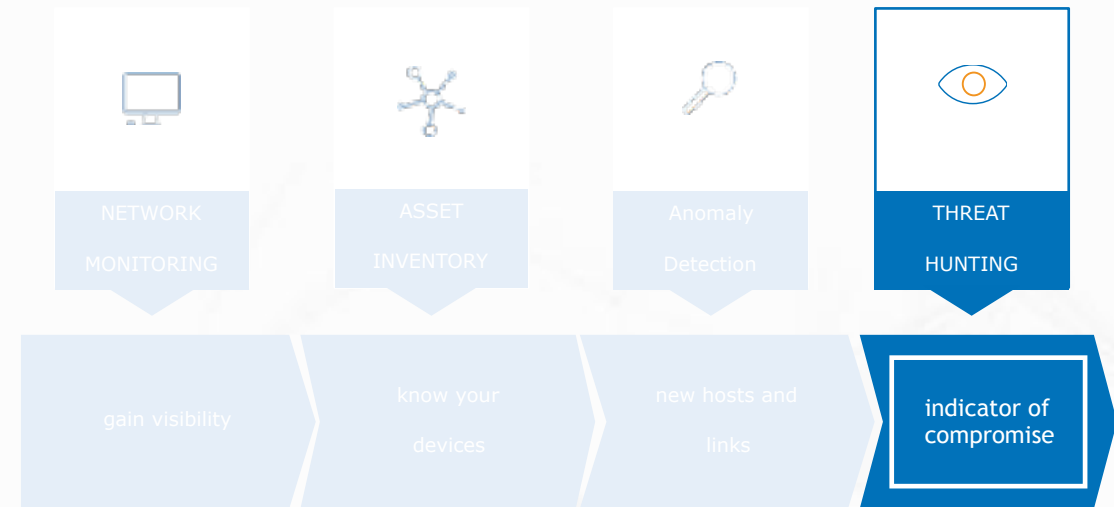 NETWORK
MONITORING
ASSET
INVENTORY
Anomaly
Detection
THREAT
HUNTING
gain visibility
know your
devices
new hosts and
links
indicator of
compromise